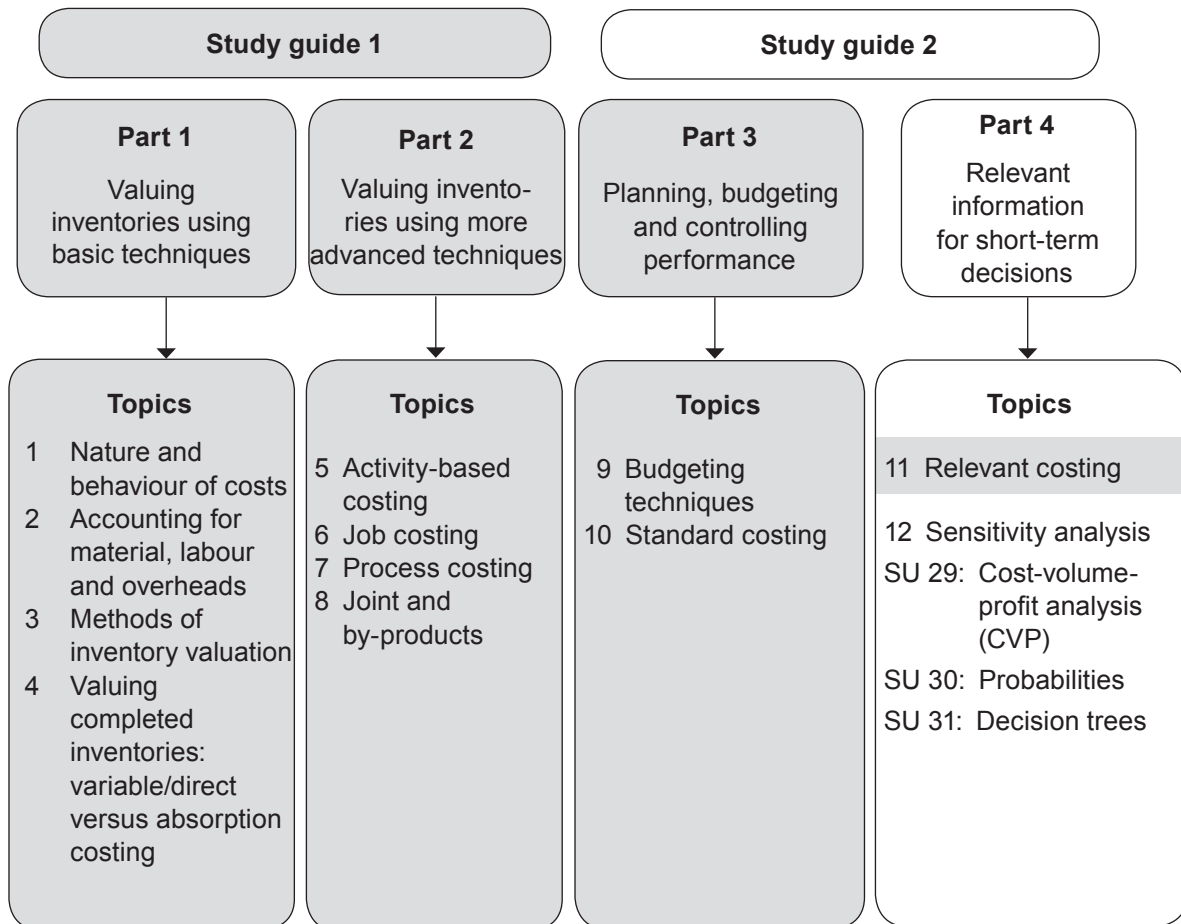 Study guide 1
Study guide 2
Part 1
Valuing
inventories using
basic techniques
Part 2
Valuing invento-
ries using more
advanced techniques
Part 3
Planning, budgeting
and controlling
performance
Part 4
Relevant
information
for short-term
decisions
Topics
1 Nature and
behaviour of costs
2 Accounting for
material, labour
and overheads
3 Methods of
inventory valuation
4 Valuing
completed
inventories:
variable/direct
versus absorption
costing
Topics
5 Activity-based
costing
6 Job costing
7 Process costing
8 Joint and
by-products
Topics
9 Budgeting
techniques
10 Standard costing
Topics
11 Relevant costing
12 Sensitivity analysis
SU 29: Cost-volume-
profit analysis
(CVP)
SU 30: Probabilities
SU 31: Decision trees